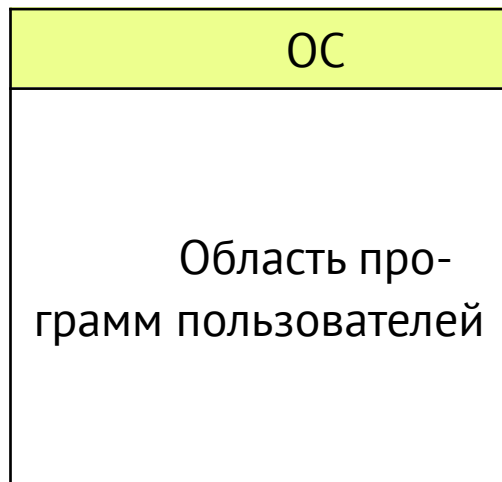 ОС
Область про-
грамм пользователей